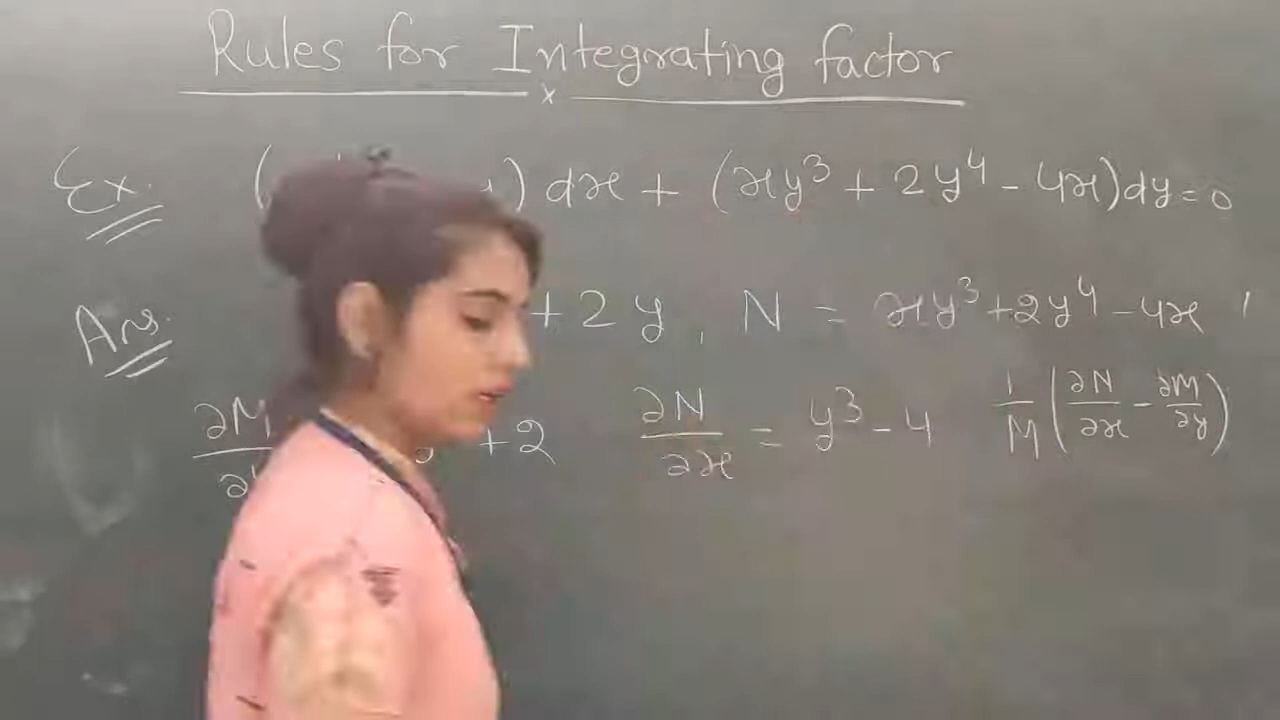 Rules for Integrating factor
x
Ex. ( ) dx + (xy³ + 2y⁴ - 4x)dy = 0
Ans. + 2y, N = xy³ + 2y⁴ - 4x
∂M +2 ∂N/∂x = y³ - 4 1/M (∂N/∂x - ∂M/∂y)